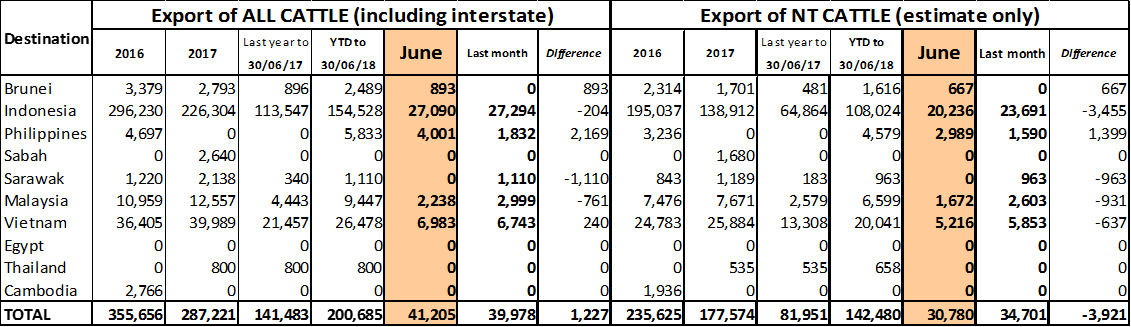 Export of ALL CATTLE (including interstate) Export of NT CATTLE (estimate only)
Destination 2016 2017 Last year to 30/06/17 YTD to 30/06/18 June Last month Difference 2016 2017 Last year to 30/06/17 YTD to 30/06/18 June Last month Difference
Brunei 3,379 2,793 896 2,489 893 0 893 2,314 1,701 481 1,616 667 0 667
Indonesia 296,230 226,304 113,547 154,528 27,090 27,294 -204 195,037 138,912 64,864 108,024 20,236 23,691 -3,455
Philippines 4,697 0 0 5,833 4,001 1,832 2,169 3,236 0 4,579 2,989 1,590 1,399
Sabah 0 2,640 0 0 0 0 0 0 1,680 0 0 0 0 0
Sarawak 1,220 2,138 340 1,110 0 1,110 -1,110 843 1,189 183 963 0 963 -963
Malaysia 10,959 12,557 4,443 9,447 2,238 2,999 -761 7,476 7,671 2,579 6,599 1,672 2,603 -931
Vietnam 36,405 39,989 21,457 26,478 6,983 6,743 240 24,783 25,884 13,308 20,041 5,216 5,853 -637
Egypt 0 0 0 0 0 0 0 0 0 0 0 0 0 0
Thailand 0 800 800 800 0 0 0 0 535 535 658 0 0 0
Cambodia 2,766 0 0 0 0 0 0 1,936 0 0 0 0 0 0
TOTAL 355,656 287,221 141,483 200,685 41,205 39,978 1,227 235,625 177,574 81,951 142,480 30,780 34,701 -3,921